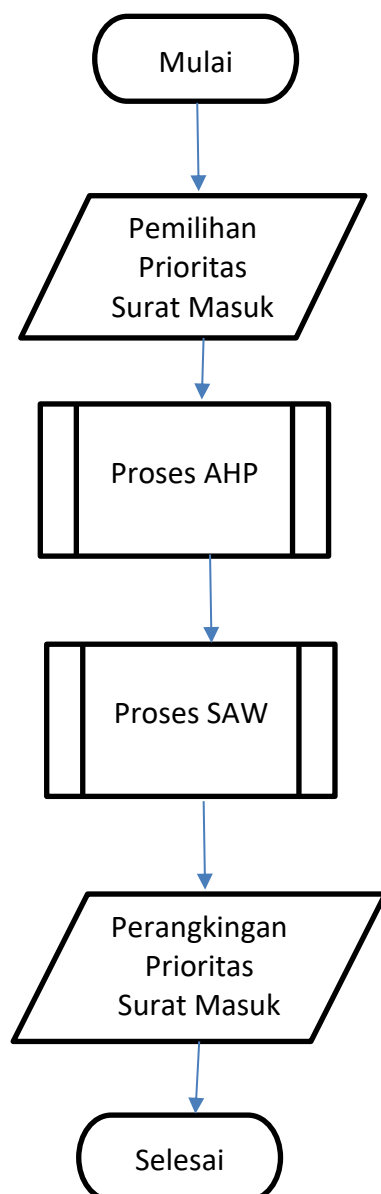 Mulai
Pemilihan
Prioritas
Surat Masuk
Proses AHP
Proses SAW
Perangkingan
Prioritas
Surat Masuk
Selesai